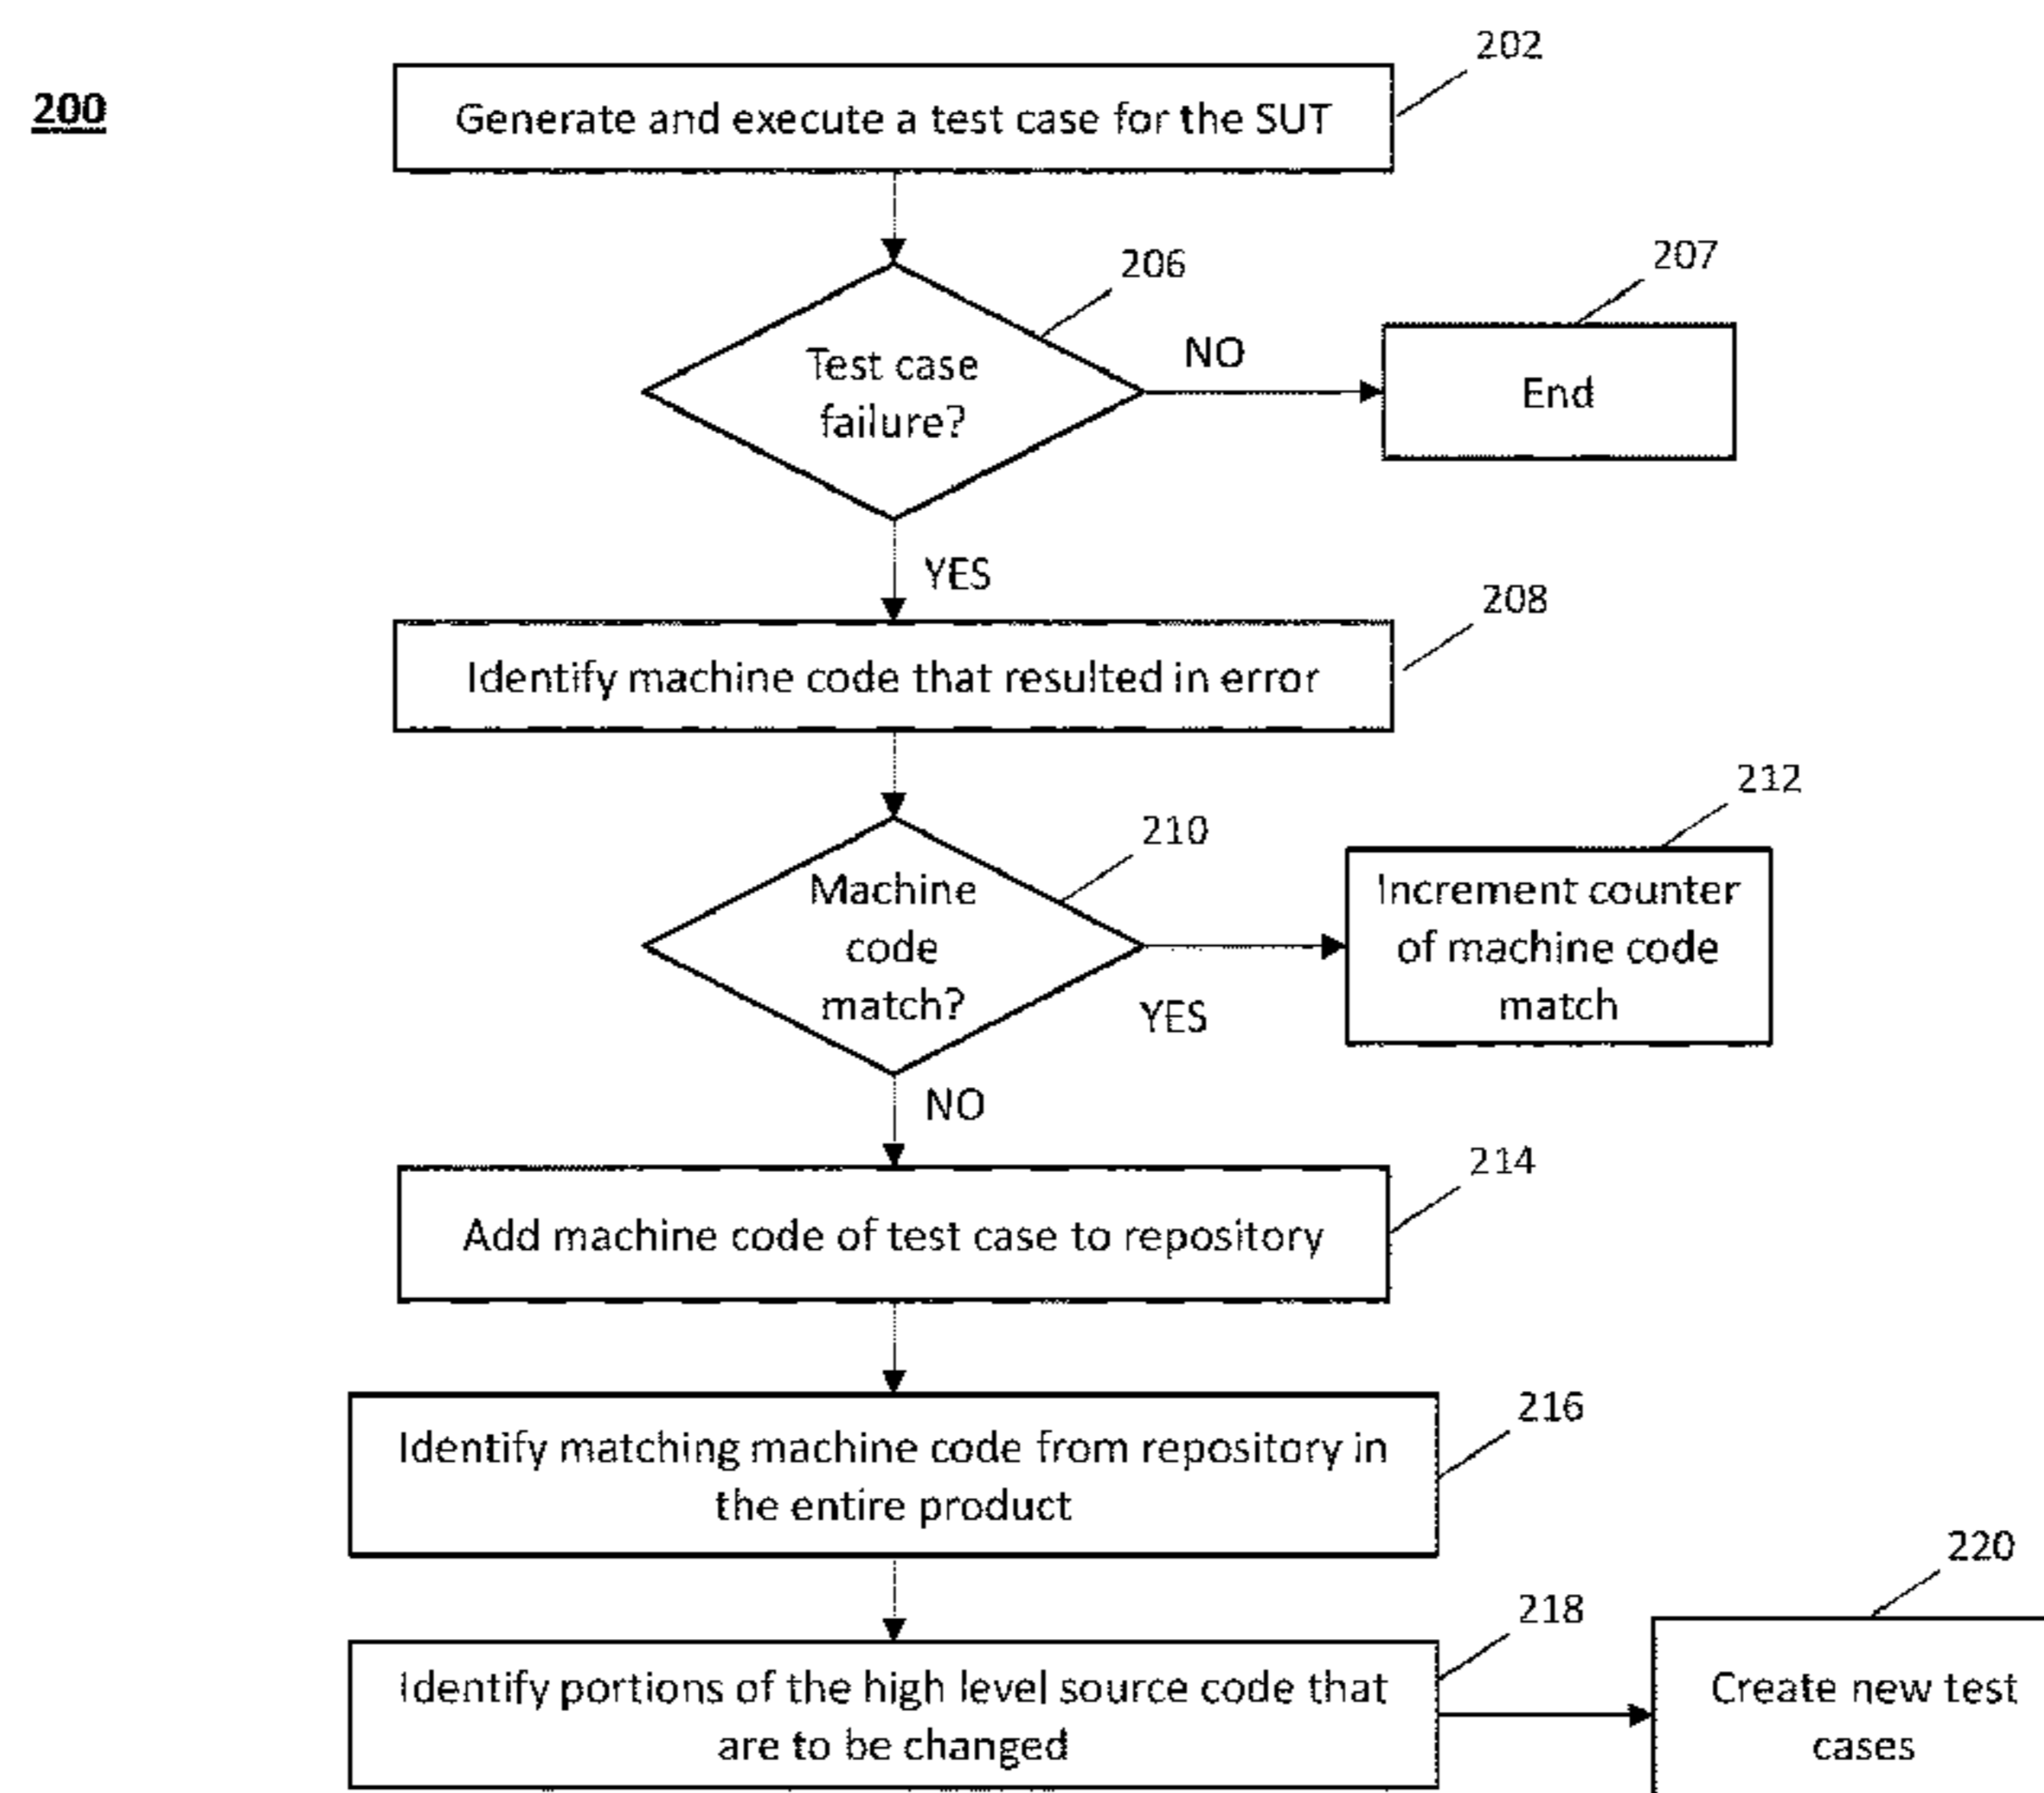 200
202
Generate and execute a test case for the SUT
206
207
Test case
failure?
NO
End
YES
208
Identify machine code that resulted in error
210
212
Machine
code
match?
YES
Increment counter
of machine code
match
NO
214
Add machine code of test case to repository
216
Identify matching machine code from repository in
the entire product
218
220
Identify portions of the high level source code that
are to be changed
Create new test
cases